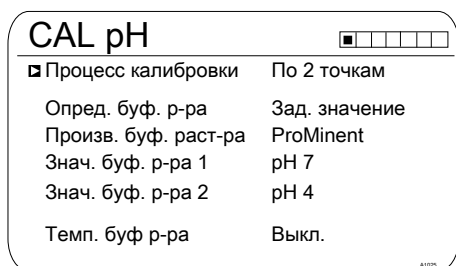 CAL pH
Процесс калибровки По 2 точкам
Опред. буф. р-ра Зад. значение
Произв. буф. раст-ра ProMinent
Знач. буф. р-ра 1 pH 7
Знач. буф. р-ра 2 pH 4
Темп. буф р-ра Выкл.
A1025